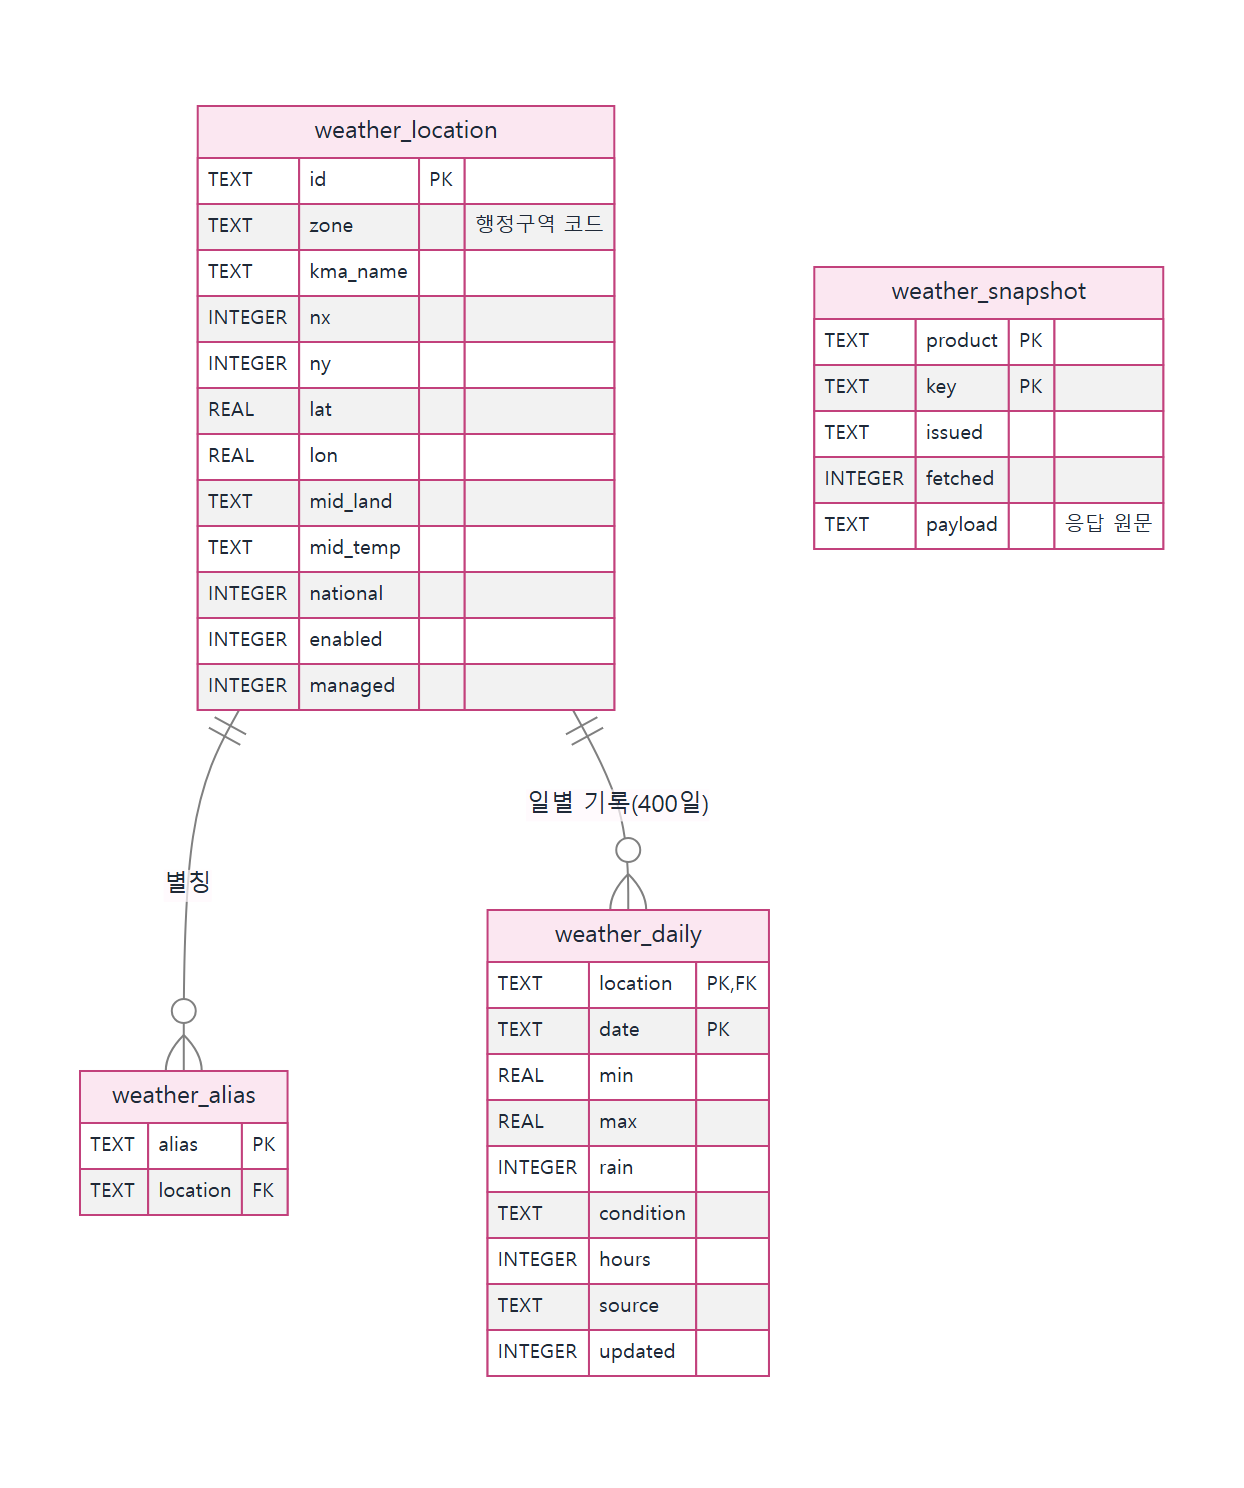 weather_location
TEXT id PK
TEXT zone 행정구역 코드
TEXT kma_name
INTEGER nx
INTEGER ny
REAL lat
REAL lon
TEXT mid_land
TEXT mid_temp
INTEGER national
INTEGER enabled
INTEGER managed
weather_snapshot
TEXT product PK
TEXT key PK
TEXT issued
INTEGER fetched
TEXT payload 응답 원문
일별 기록(400일)
별칭
weather_daily
TEXT location PK,FK
TEXT date PK
REAL min
REAL max
INTEGER rain
TEXT condition
INTEGER hours
TEXT source
INTEGER updated
weather_alias
TEXT alias PK
TEXT location FK